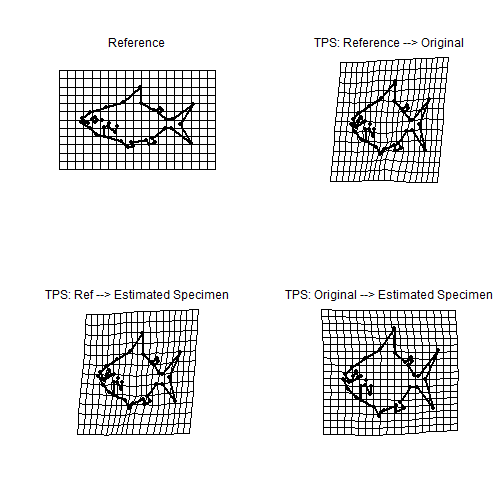 Reference
TPS: Reference --> Original
TPS: Ref --> Estimated Specimen
TPS: Original --> Estimated Specimen